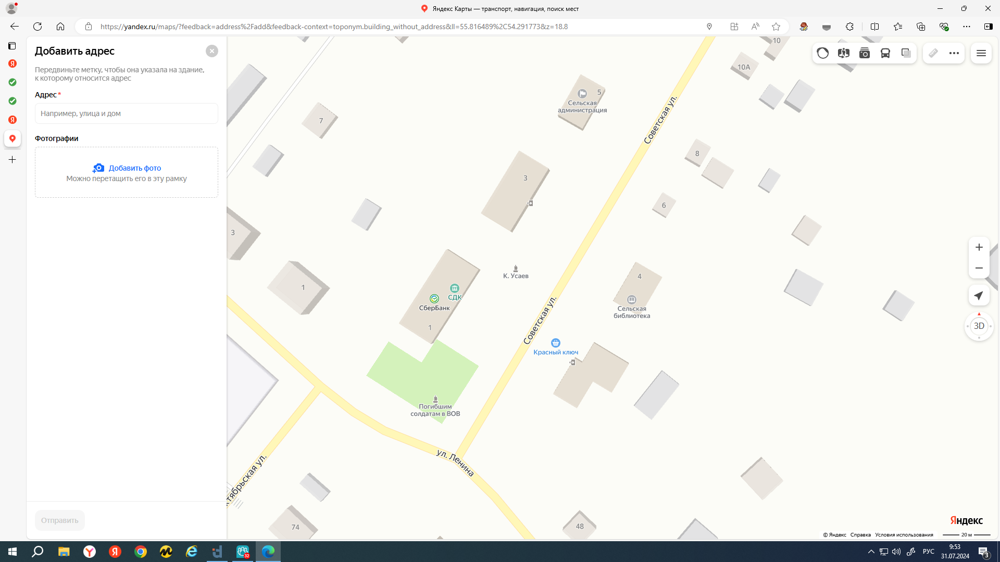 Яндекс Карты — транспорт, навигация, поиск мест
https://yandex.ru/maps/?feedback=address%2Fadd&feedback-context=toponym.building_without_address&ll=55.816489%2C54.291773&z=18.8
Добавить адрес
Передвиньте метку, чтобы она указала на здание,
к которому относится адрес
Адрес*
Например, улица и дом
Фотографии
Добавить фото
Можно перетащить его в эту рамку
Отправить
10
10А
5
Сельская
администрация
Советская ул.
7
8
3
6
3
К. Усаев
4
1
СДК
СберБанк
Сельская
библиотека
Советская ул.
1
Красный ключ
Погибшим
солдатам в ВОВ
ул. Ленина
ктябрьская ул.
74
48
3D
Яндекс
© Яндекс Справка Условия использования
20 м
32
РУС
9:53
31.07.2024
3